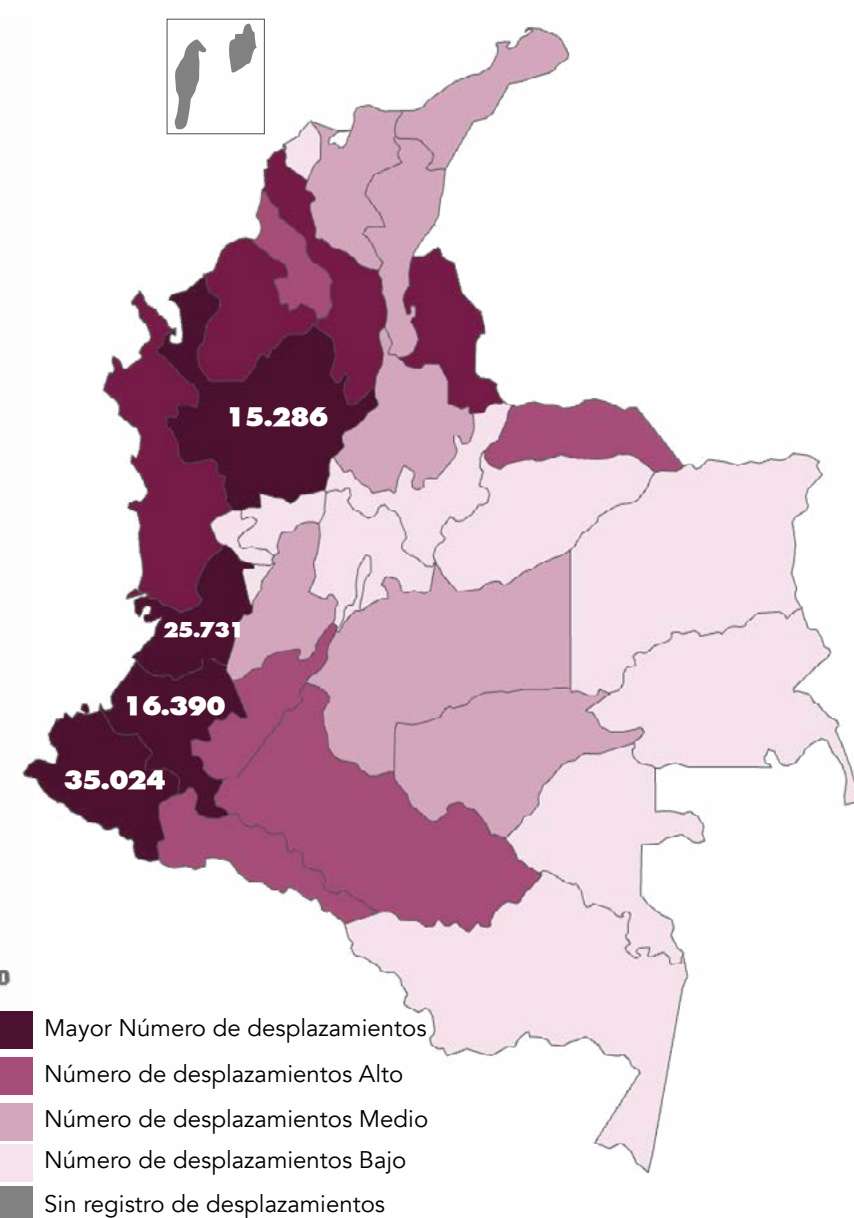 15.286
25.731
16.390
35.024
Mayor Número de desplazamientos
Número de desplazamientos Alto
Número de desplazamientos Medio
Número de desplazamientos Bajo
Sin registro de desplazamientos